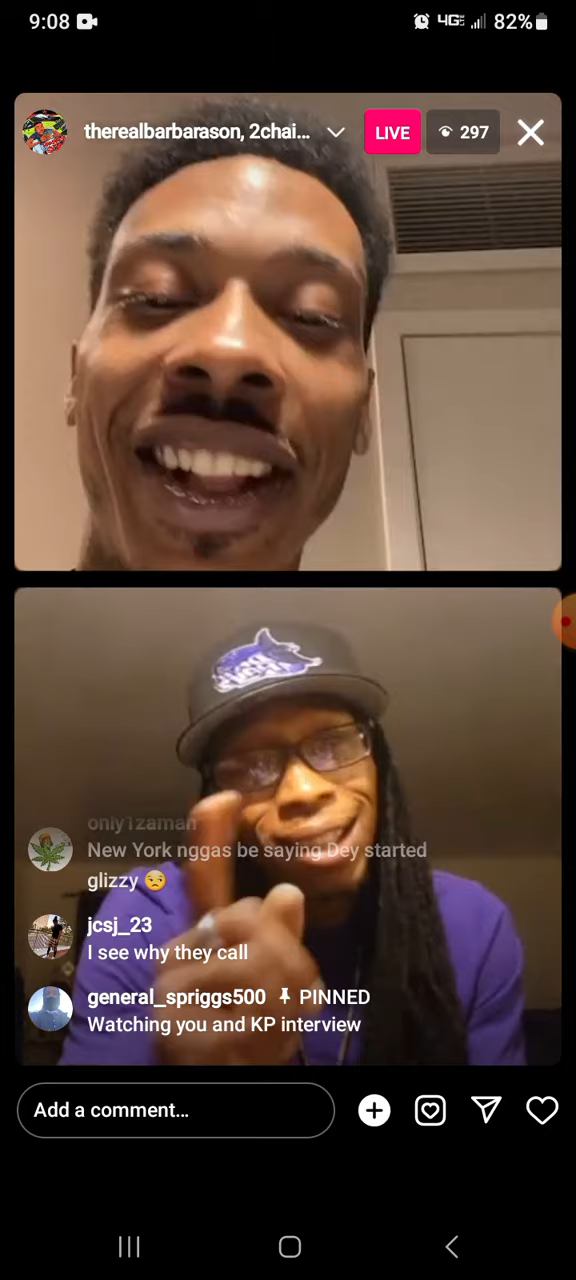 9:08 4GE 82%
therealbarbarason, 2chai... LIVE 297
only1zaman
New York nggas be saying Dey started
glizzy 😒
jcsj_23
I see why they call
general_spriggs500 PINNED
Watching you and KP interview
Add a comment...